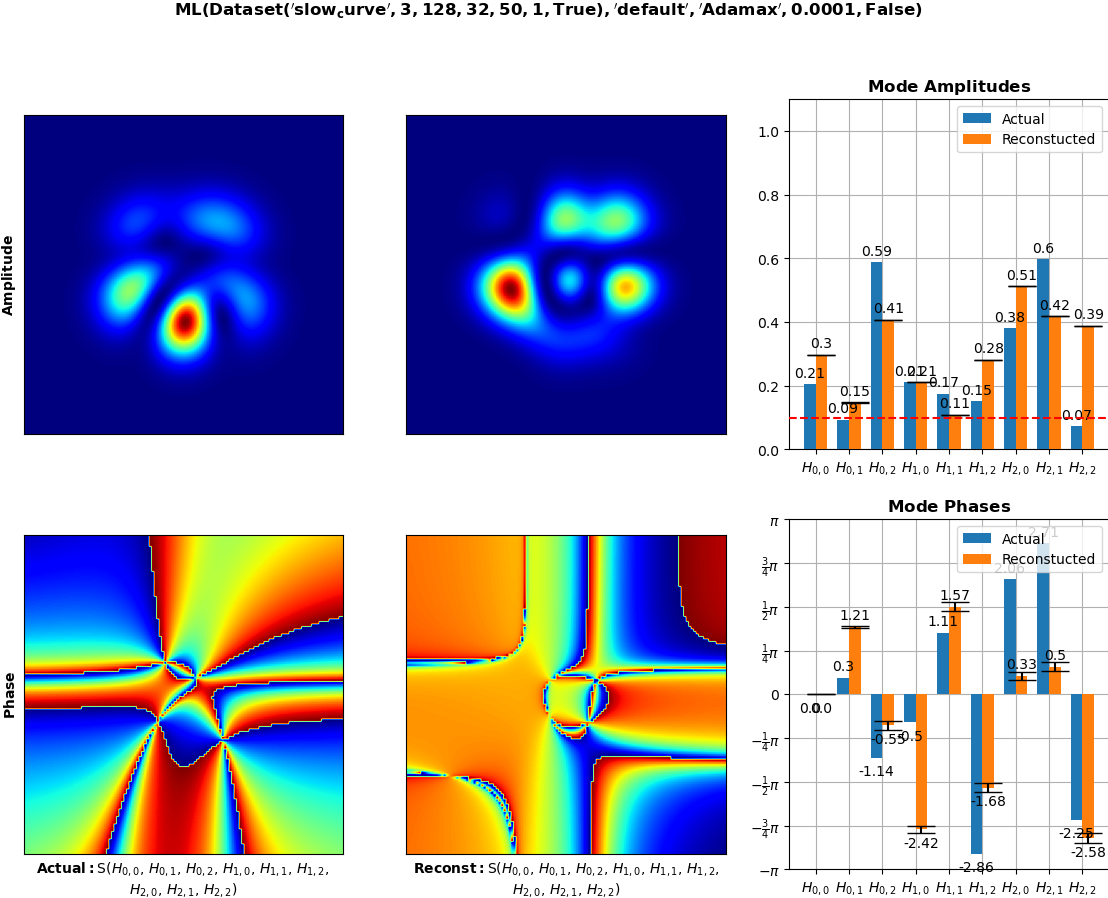 ML(Dataset('slow_curve', 3, 128, 32, 50, 1, True), 'default', 'Adamax', 0.0001, False)
Amplitude
Mode Amplitudes
Actual
Reconstucted
1.0
0.8
0.6
0.4
0.2
0.0
0.21
0.3
0.09
0.15
0.59
0.41
0.21
0.21
0.17
0.11
0.15
0.28
0.38
0.51
0.6
0.42
0.07
0.39
H0,0 H0,1 H0,2 H1,0 H1,1 H1,2 H2,0 H2,1 H2,2
Phase
Mode Phases
Actual
Reconstucted
π
3/4π
1/2π
1/4π
0
−1/4π
−1/2π
−3/4π
−π
0.0
0.0
0.3
1.21
-1.14
-0.55
-0.5
-2.42
1.11
1.57
-2.86
-1.68
2.06
0.33
2.71
0.5
-2.25
-2.58
H0,0 H0,1 H0,2 H1,0 H1,1 H1,2 H2,0 H2,1 H2,2
Actual: S(H0,0, H0,1, H0,2, H1,0, H1,1, H1,2,
H2,0, H2,1, H2,2)
Reconst: S(H0,0, H0,1, H0,2, H1,0, H1,1, H1,2,
H2,0, H2,1, H2,2)